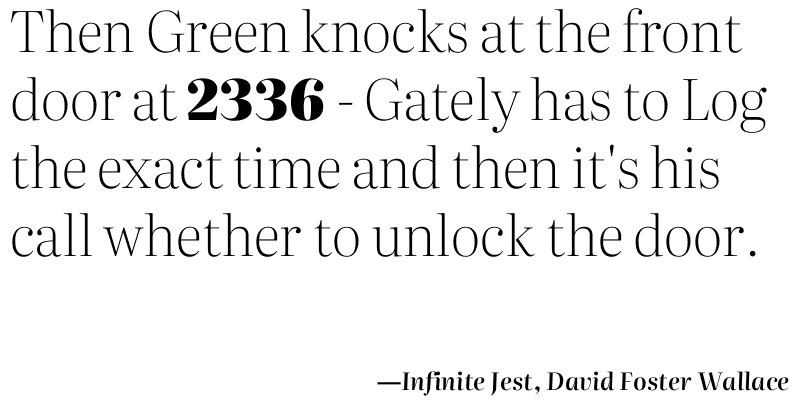 Then Green knocks at the front
door at 2336 - Gately has to Log
the exact time and then it's his
call whether to unlock the door.
—Infinite Jest, David Foster Wallace